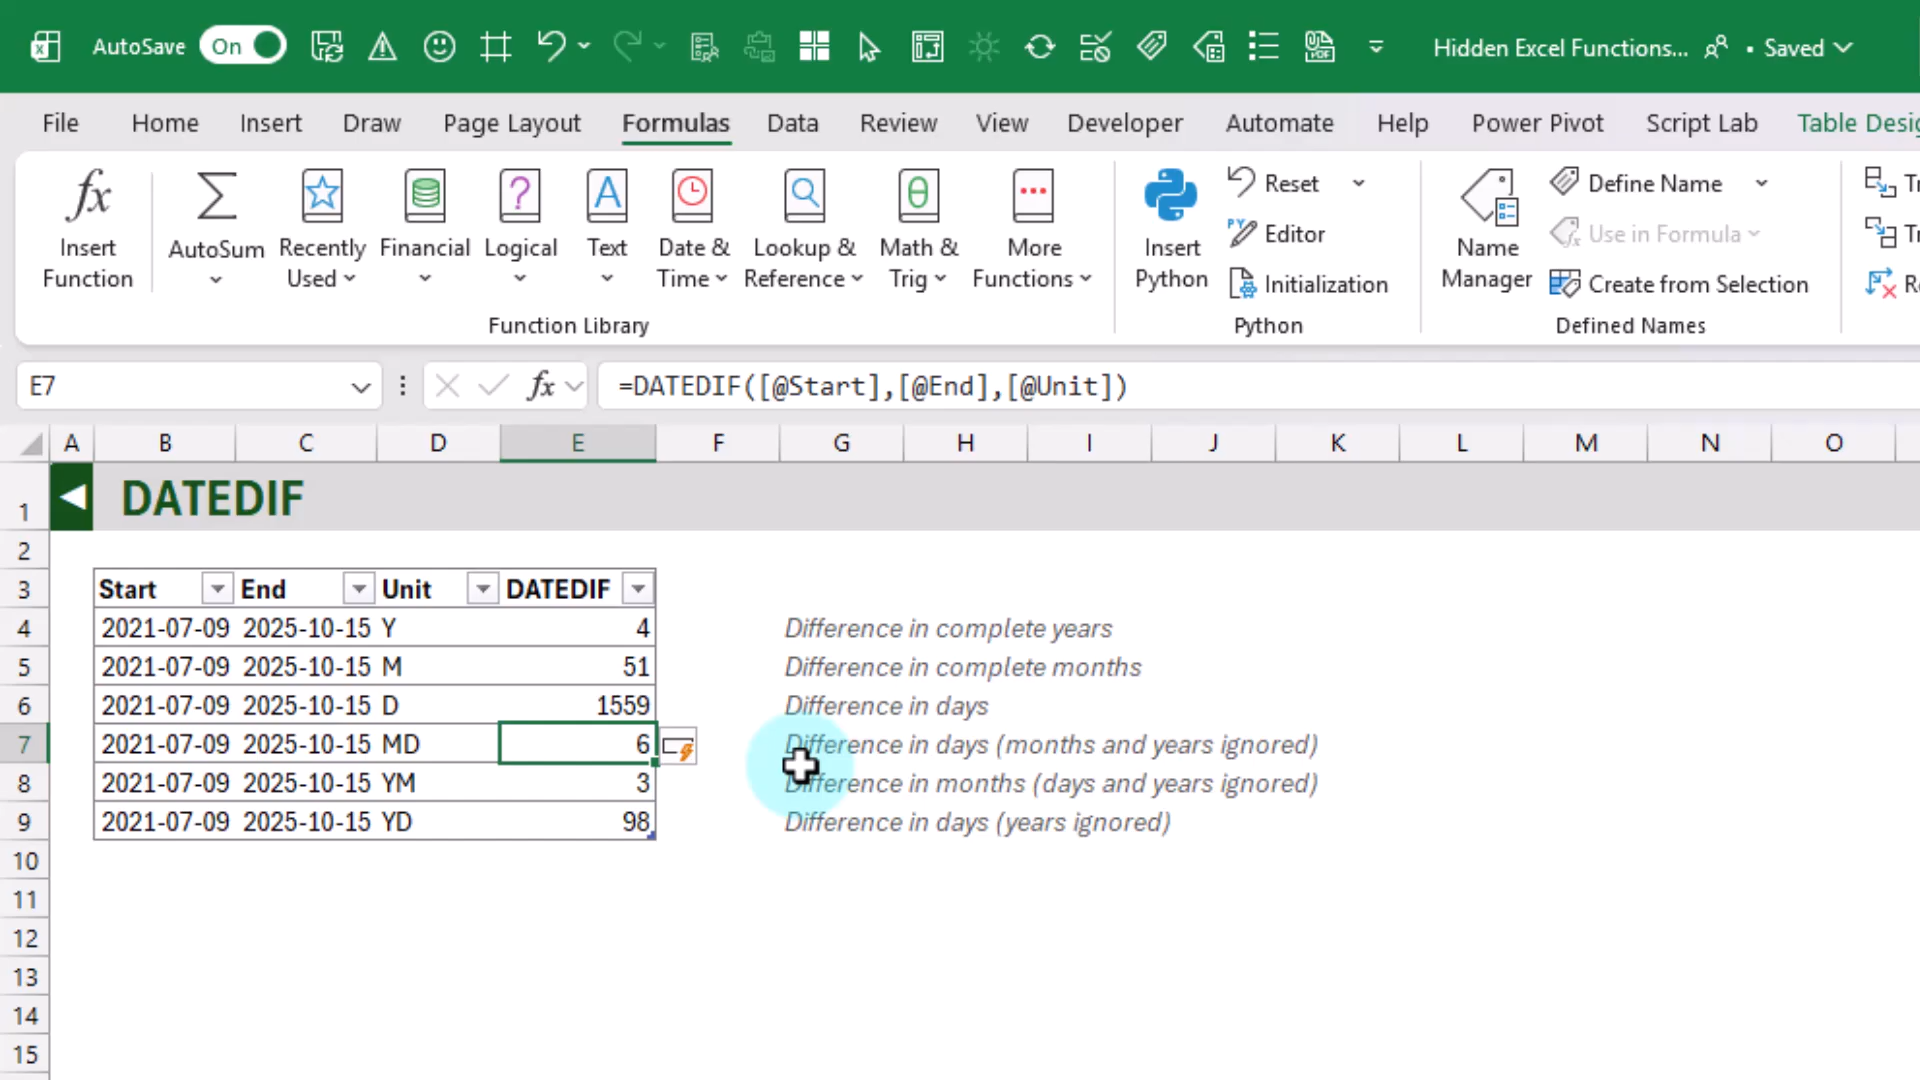 AutoSave On Hidden Excel Functions... • Saved
File Home Insert Draw Page Layout Formulas Data Review View Developer Automate Help Power Pivot Script Lab Table Desig
fx Insert Function
AutoSum
Recently Used
Financial
Logical
Text
Date & Time
Lookup & Reference
Math & Trig
More Functions
Function Library
Insert Python
Reset
Editor
Initialization
Python
Name Manager
Define Name
Use in Formula
Create from Selection
Defined Names
E7 fx =DATEDIF([@Start],[@End],[@Unit])
A B C D E F G H I J K L M N O
1 DATEDIF
2
3 Start End Unit DATEDIF
4 2021-07-09 2025-10-15 Y 4 Difference in complete years
5 2021-07-09 2025-10-15 M 51 Difference in complete months
6 2021-07-09 2025-10-15 D 1559 Difference in days
7 2021-07-09 2025-10-15 MD 6 Difference in days (months and years ignored)
8 2021-07-09 2025-10-15 YM 3 Difference in months (days and years ignored)
9 2021-07-09 2025-10-15 YD 98 Difference in days (years ignored)
10
11
12
13
14
15